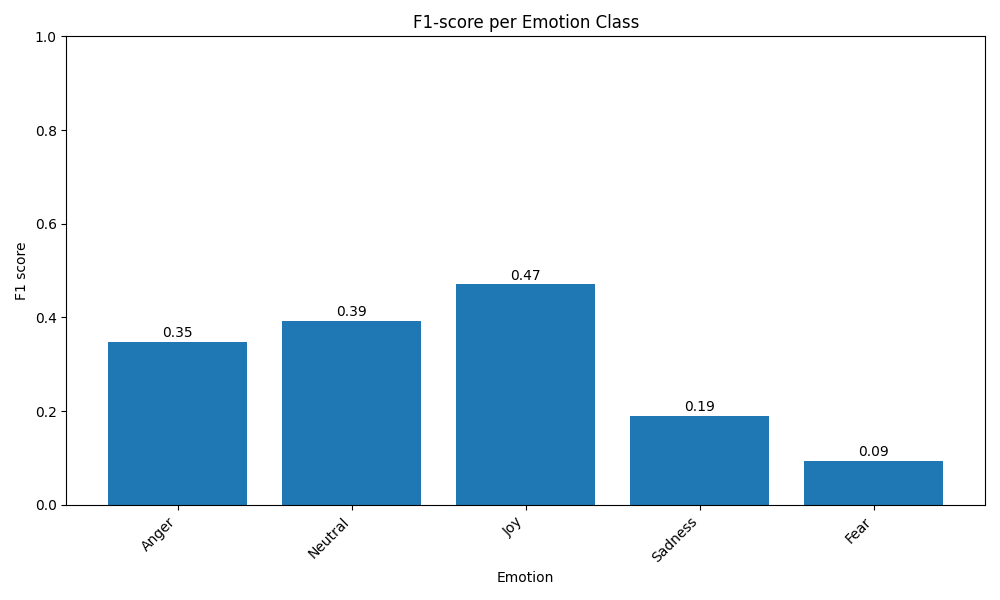 F1-score per Emotion Class
1.0
0.8
0.6
0.4
0.2
0.0
F1 score
0.35
0.39
0.47
0.19
0.09
Anger
Neutral
Joy
Sadness
Fear
Emotion